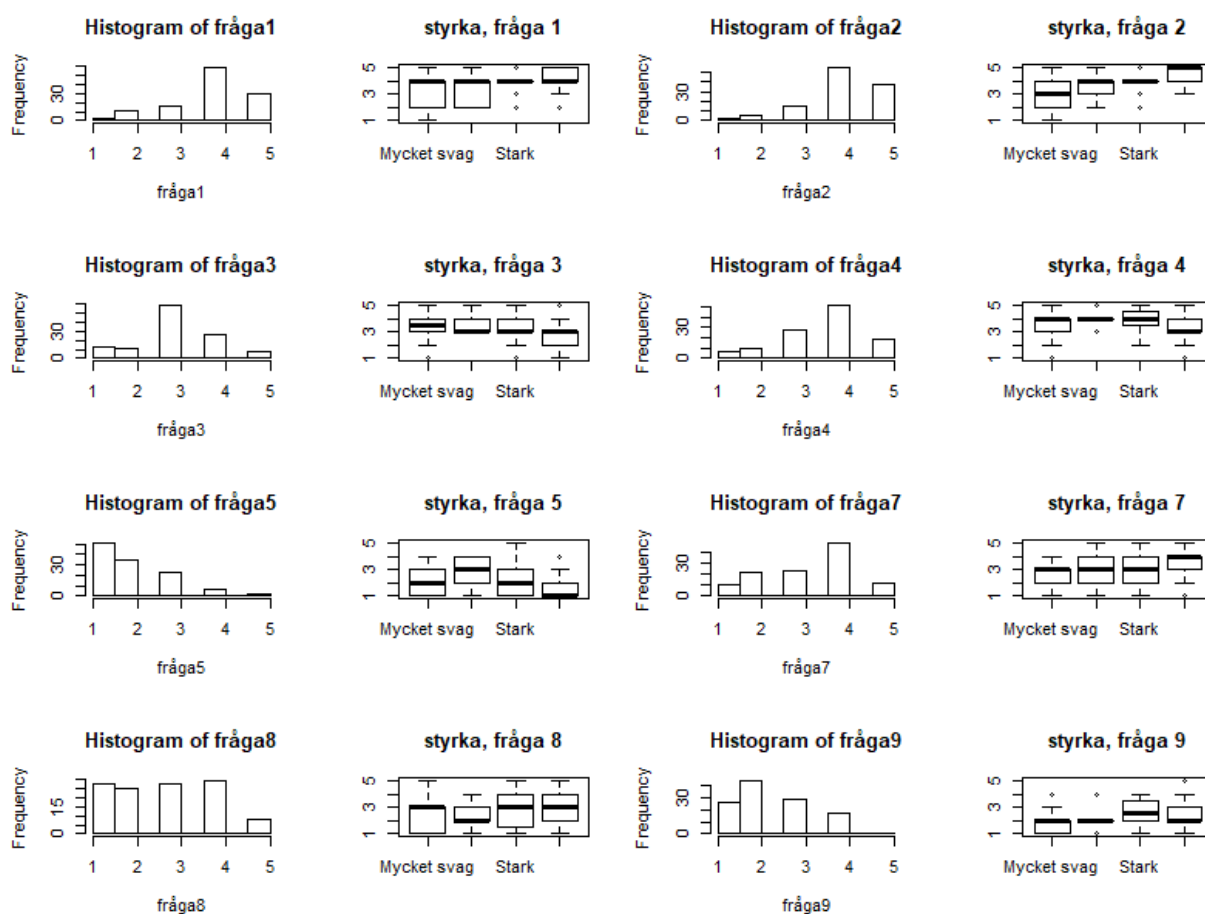 Histogram of fråga1
Frequency
0 30
1 2 3 4 5
fråga1
styrka, fråga 1
1 3 5
Mycket svag Stark
Histogram of fråga2
Frequency
0 30
1 2 3 4 5
fråga2
styrka, fråga 2
1 3 5
Mycket svag Stark
Histogram of fråga3
Frequency
0 30
1 2 3 4 5
fråga3
styrka, fråga 3
1 3 5
Mycket svag Stark
Histogram of fråga4
Frequency
0 30
1 2 3 4 5
fråga4
styrka, fråga 4
1 3 5
Mycket svag Stark
Histogram of fråga5
Frequency
0 30
1 2 3 4 5
fråga5
styrka, fråga 5
1 3 5
Mycket svag Stark
Histogram of fråga7
Frequency
0 30
1 2 3 4 5
fråga7
styrka, fråga 7
1 3 5
Mycket svag Stark
Histogram of fråga8
Frequency
0 15
1 2 3 4 5
fråga8
styrka, fråga 8
1 3 5
Mycket svag Stark
Histogram of fråga9
Frequency
0 30
1 2 3 4 5
fråga9
styrka, fråga 9
1 3 5
Mycket svag Stark